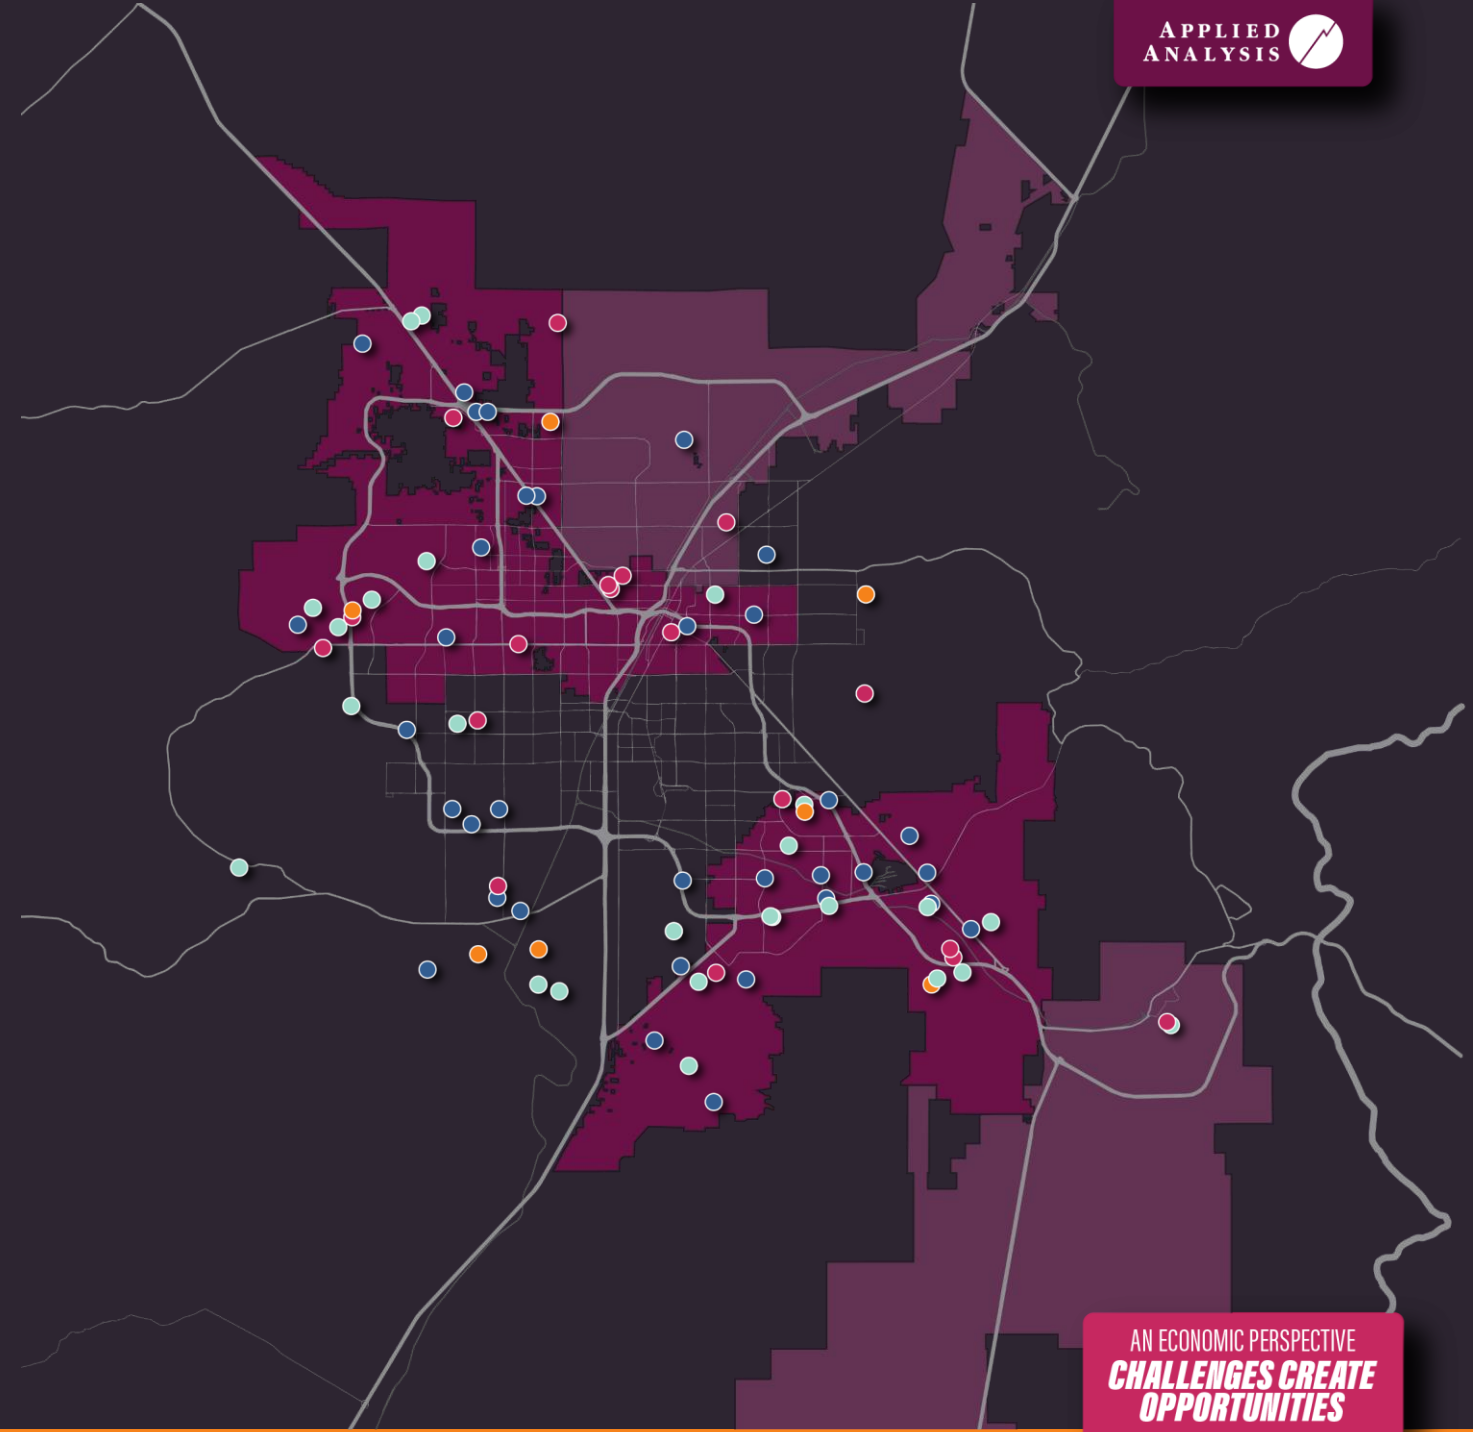 APPLIED
ANALYSIS
AN ECONOMIC PERSPECTIVE
CHALLENGES CREATE
OPPORTUNITIES